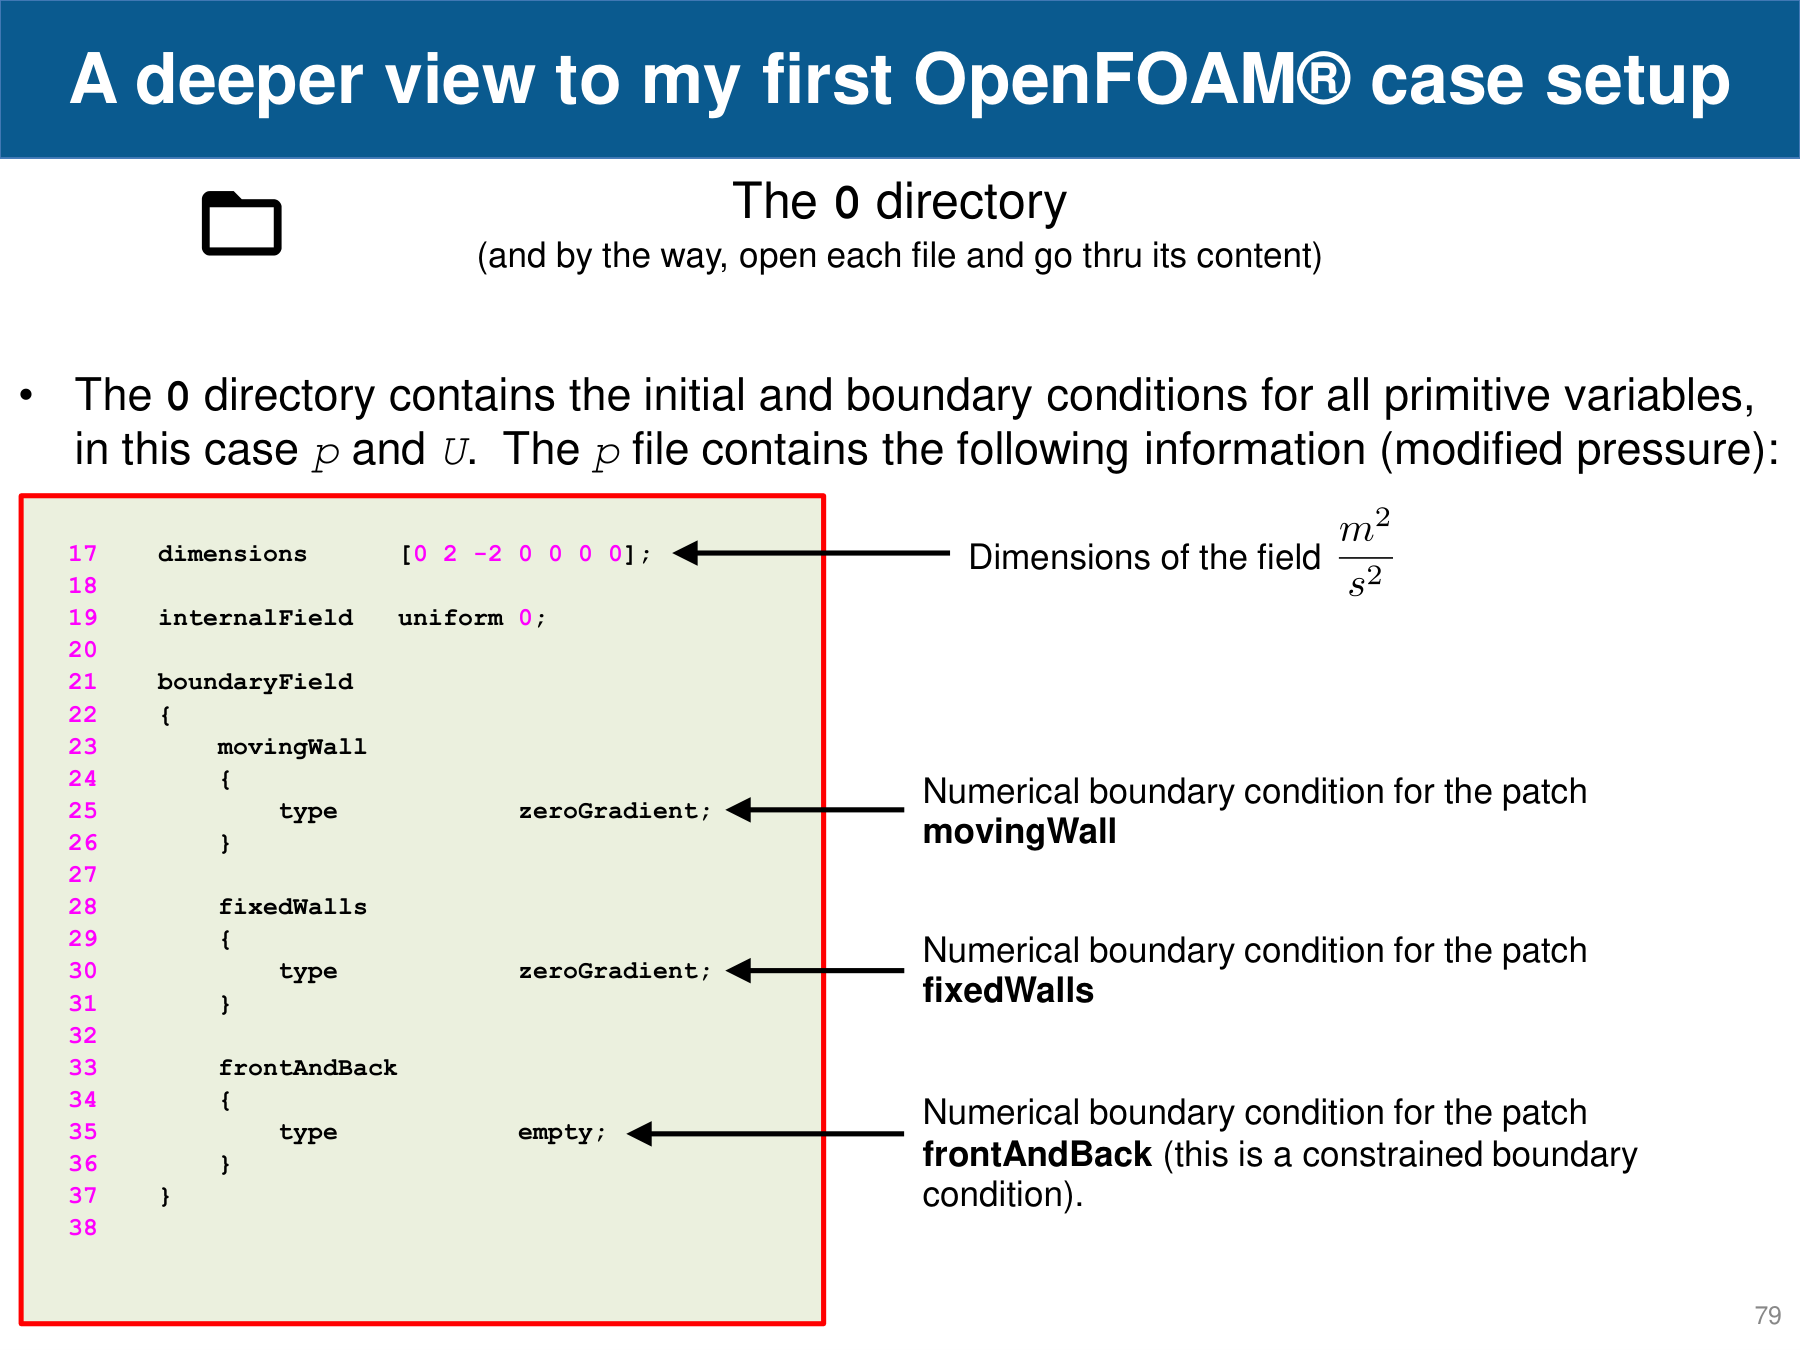 A deeper view to my first OpenFOAM® case setup
The 0 directory
(and by the way, open each file and go thru its content)
• The 0 directory contains the initial and boundary conditions for all primitive variables,
in this case p and U. The p file contains the following information (modified pressure):
17    dimensions      [0 2 -2 0 0 0 0];
18
19    internalField   uniform 0;
20
21    boundaryField
22    {
23        movingWall
24        {
25            type            zeroGradient;
26        }
27
28        fixedWalls
29        {
30            type            zeroGradient;
31        }
32
33        frontAndBack
34        {
35            type            empty;
36        }
37    }
38
Dimensions of the field m²/s²
Numerical boundary condition for the patch
movingWall
Numerical boundary condition for the patch
fixedWalls
Numerical boundary condition for the patch
frontAndBack (this is a constrained boundary
condition).
79